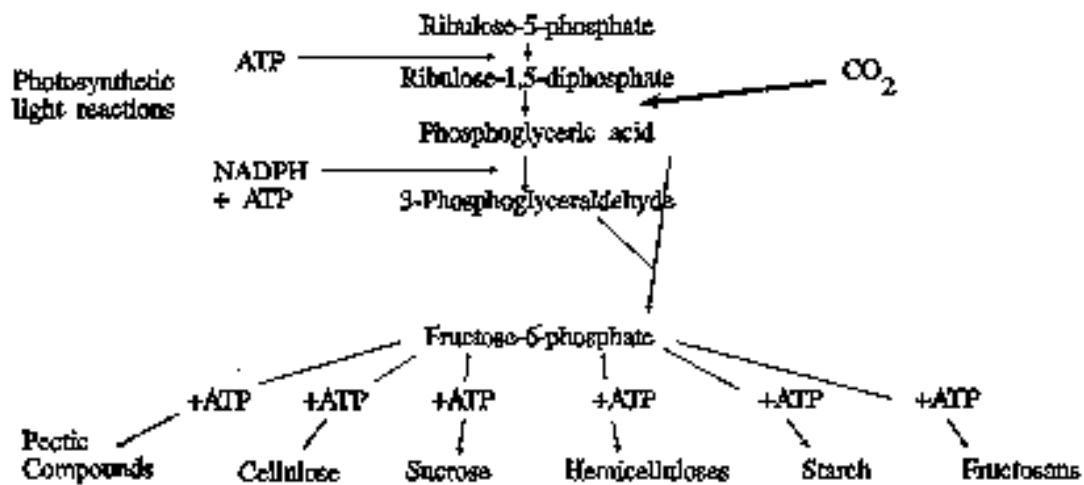 Ribulose-5-phosphate
ATP
Photosynthetic
light reactions
Ribulose-1,5-diphosphate
CO2
Phosphoglyceric acid
NADPH
+ ATP
3-Phosphoglyceraldehyde
Fructose-6-phosphate
+ATP +ATP +ATP +ATP +ATP +ATP
Pectic
Compounds
Cellulose Sucrose Hemicelluloses Starch Fructosans